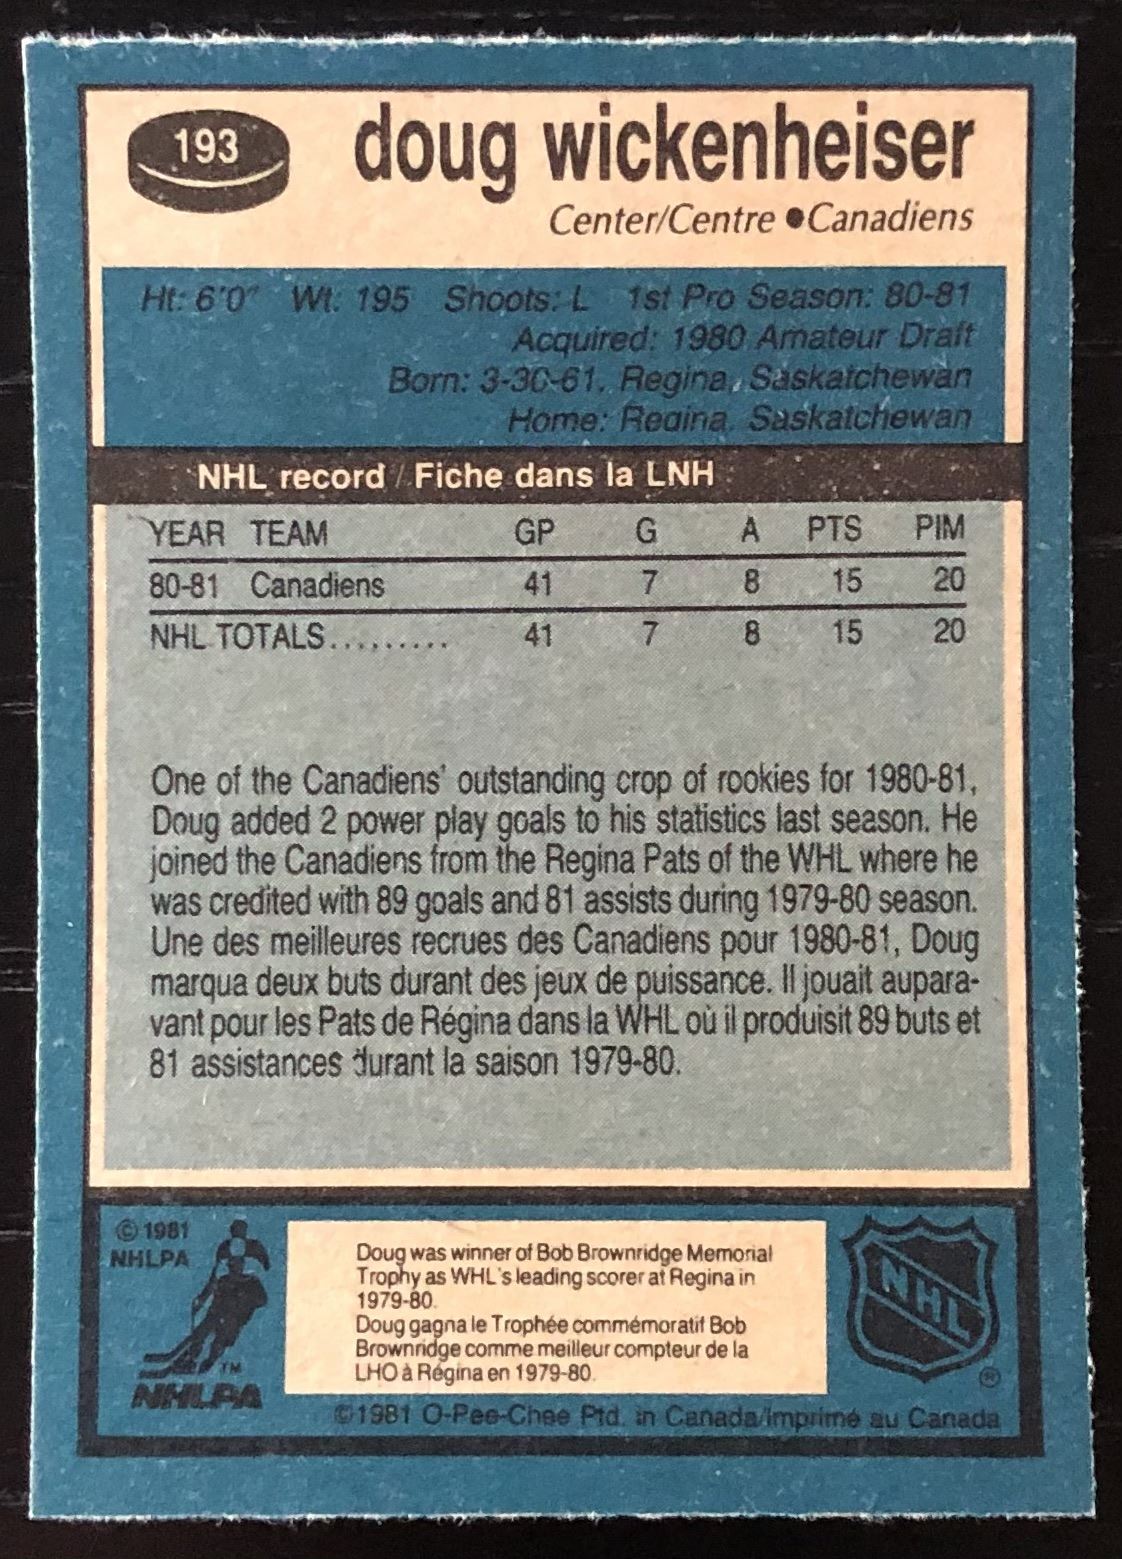 193
doug wickenheiser
Center/Centre ●Canadiens
Ht: 6'0" Wt: 195 Shoots: L 1st Pro Season: 80-81
Acquired: 1980 Amateur Draft
Born: 3-30-61, Regina, Saskatchewan
Home: Regina, Saskatchewan
NHL record / Fiche dans la LNH
YEAR TEAM GP G A PTS PIM
80-81 Canadiens 41 7 8 15 20
NHL TOTALS.......... 41 7 8 15 20
One of the Canadiens' outstanding crop of rookies for 1980-81,
Doug added 2 power play goals to his statistics last season. He
joined the Canadiens from the Regina Pats of the WHL where he
was credited with 89 goals and 81 assists during 1979-80 season.
Une des meilleures recrues des Canadiens pour 1980-81, Doug
marqua deux buts durant des jeux de puissance. Il jouait aupara-
vant pour les Pats de Régina dans la WHL où il produisit 89 buts et
81 assistances durant la saison 1979-80.
©1981
NHLPA
TM
NHLPA
Doug was winner of Bob Brownridge Memorial
Trophy as WHL's leading scorer at Regina in
1979-80.
Doug gagna le Trophée commémoratif Bob
Brownridge comme meilleur compteur de la
LHO à Régina en 1979-80.
NHL
®
©1981 O-Pee-Chee Ptd. in Canada/Imprimé au Canada